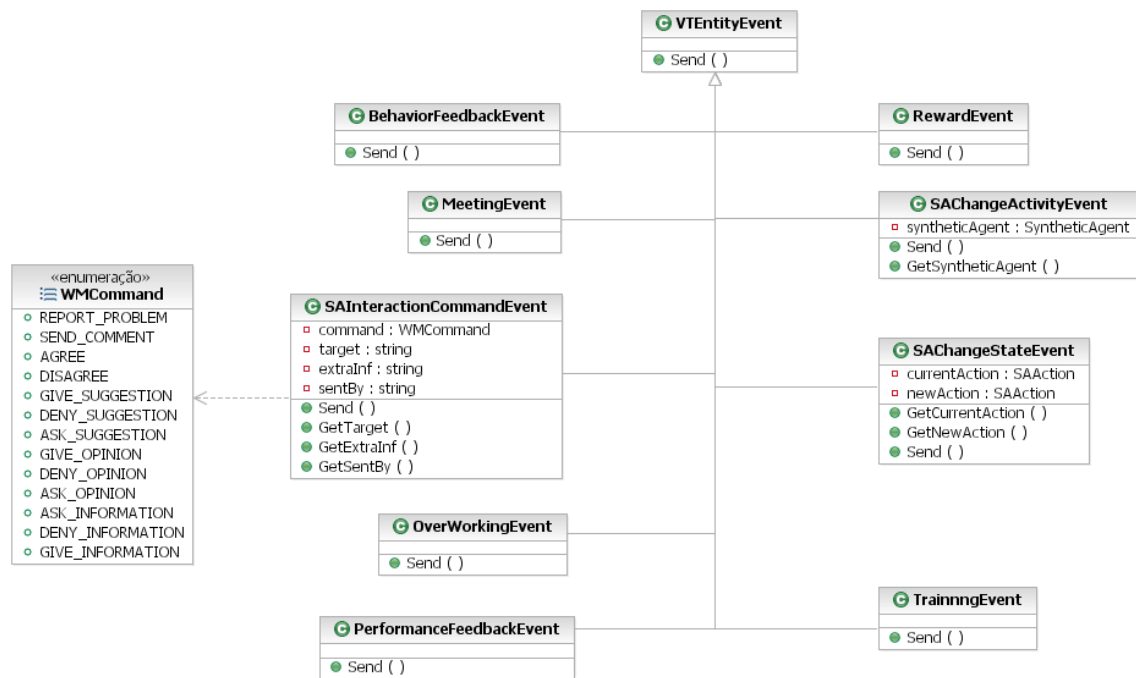 VTEntityEvent
Send ( )
BehaviorFeedbackEvent
Send ( )
RewardEvent
Send ( )
MeetingEvent
Send ( )
SAChangeActivityEvent
syntheticAgent : SyntheticAgent
Send ( )
GetSyntheticAgent ( )
«enumeração»
WMCommand
REPORT_PROBLEM
SEND_COMMENT
AGREE
DISAGREE
GIVE_SUGGESTION
DENY_SUGGESTION
ASK_SUGGESTION
GIVE_OPINION
DENY_OPINION
ASK_OPINION
ASK_INFORMATION
DENY_INFORMATION
GIVE_INFORMATION
SAInteractionCommandEvent
command : WMCommand
target : string
extraInf : string
sentBy : string
Send ( )
GetTarget ( )
GetExtraInf ( )
GetSentBy ( )
SAChangeStateEvent
currentAction : SAAction
newAction : SAAction
GetCurrentAction ( )
GetNewAction ( )
Send ( )
OverWorkingEvent
Send ( )
PerformanceFeedbackEvent
Send ( )
TrainnngEvent
Send ( )